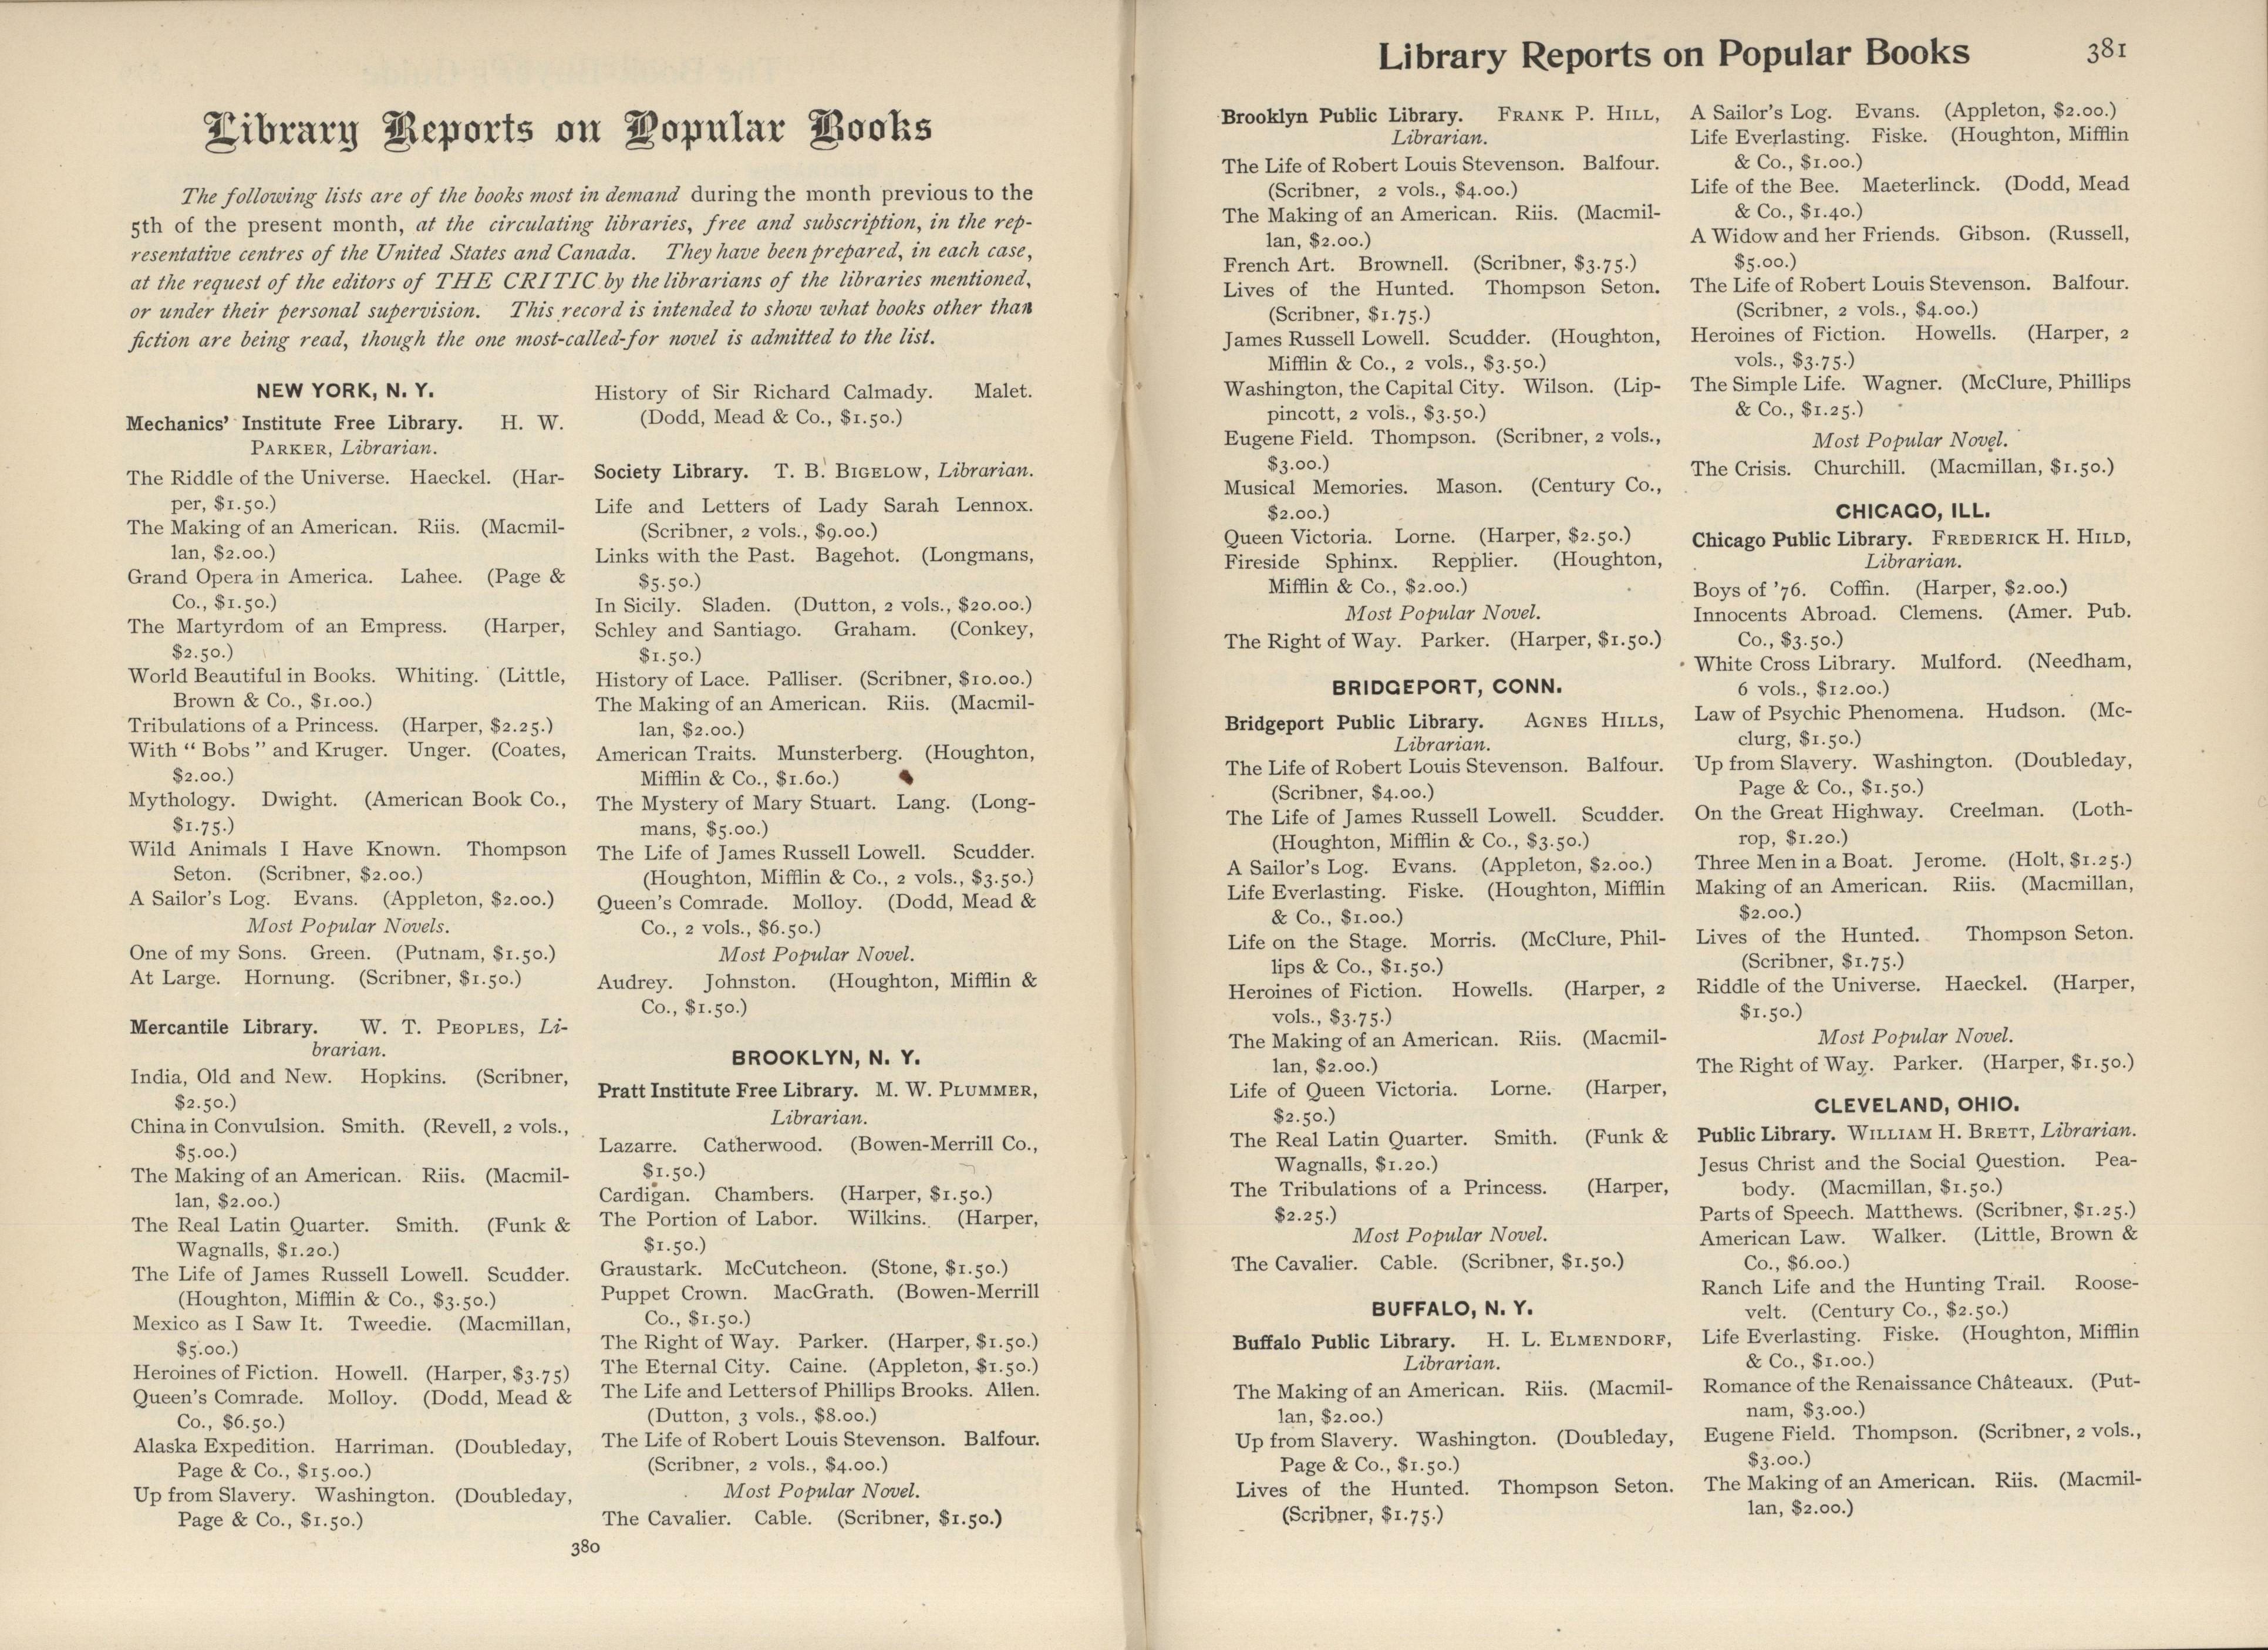 Library Reports on Popular Books
The following lists are of the books most in demand during the month previous to the
5th of the present month, at the circulating libraries, free and subscription, in the rep-
resentative centres of the United States and Canada. They have been prepared, in each case,
at the request of the editors of THE CRITIC by the librarians of the libraries mentioned,
or under their personal supervision. This record is intended to show what books other than
fiction are being read, though the one most-called-for novel is admitted to the list.
NEW YORK, N. Y.
Mechanics' Institute Free Library. H. W.
PARKER, Librarian.
The Riddle of the Universe. Haeckel. (Har-
per, $1.50.)
The Making of an American. Riis. (Macmil-
lan, $2.00.)
Grand Opera in America. Lahee. (Page &
Co., $1.50.)
The Martyrdom of an Empress. (Harper,
$2.50.)
World Beautiful in Books. Whiting. (Little,
Brown & Co., $1.00.)
Tribulations of a Princess. (Harper, $2.25.)
With "Bobs" and Kruger. Unger. (Coates,
$2.00.)
Mythology. Dwight. (American Book Co.,
$1.75.)
Wild Animals I Have Known. Thompson
Seton. (Scribner, $2.00.)
A Sailor's Log. Evans. (Appleton, $2.00.)
Most Popular Novels.
One of my Sons. Green. (Putnam, $1.50.)
At Large. Hornung. (Scribner, $1.50.)
Mercantile Library. W. T. PEOPLES, Li-
brarian.
India, Old and New. Hopkins. (Scribner,
$2.50.)
China in Convulsion. Smith. (Revell, 2 vols.,
$5.00.)
The Making of an American. Riis. (Macmil-
lan, $2.00.)
The Real Latin Quarter. Smith. (Funk &
Wagnalls, $1.20.)
The Life of James Russell Lowell. Scudder.
(Houghton, Mifflin & Co., $3.50.)
Mexico as I Saw It. Tweedie. (Macmillan,
$5.00.)
Heroines of Fiction. Howell. (Harper, $3.75)
Queen's Comrade. Molloy. (Dodd, Mead &
Co., $6.50.)
Alaska Expedition. Harriman. (Doubleday,
Page & Co., $15.00.)
Up from Slavery. Washington. (Doubleday,
Page & Co., $1.50.)
History of Sir Richard Calmady. Malet.
(Dodd, Mead & Co., $1.50.)
Society Library. T. B. BIGELOW, Librarian.
Life and Letters of Lady Sarah Lennox.
(Scribner, 2 vols., $9.00.)
Links with the Past. Bagehot. (Longmans,
$5.50.)
In Sicily. Sladen. (Dutton, 2 vols., $20.00.)
Schley and Santiago. Graham. (Conkey,
$1.50.)
History of Lace. Palliser. (Scribner, $10.00.)
The Making of an American. Riis. (Macmil-
lan, $2.00.)
American Traits. Munsterberg. (Houghton,
Mifflin & Co., $1.60.)
The Mystery of Mary Stuart. Lang. (Long-
mans, $5.00.)
The Life of James Russell Lowell. Scudder.
(Houghton, Mifflin & Co., 2 vols., $3.50.)
Queen's Comrade. Molloy. (Dodd, Mead &
Co., 2 vols., $6.50.)
Most Popular Novel.
Audrey. Johnston. (Houghton, Mifflin &
Co., $1.50.)
BROOKLYN, N. Y.
Pratt Institute Free Library. M. W. PLUMMER,
Librarian.
Lazarre. Catherwood. (Bowen-Merrill Co.,
$1.50.)
Cardigan. Chambers. (Harper, $1.50.)
The Portion of Labor. Wilkins. (Harper,
$1.50.)
Graustark. McCutcheon. (Stone, $1.50.)
Puppet Crown. MacGrath. (Bowen-Merrill
Co., $1.50.)
The Right of Way. Parker. (Harper, $1.50.)
The Eternal City. Caine. (Appleton, $1.50.)
The Life and Letters of Phillips Brooks. Allen.
(Dutton, 3 vols., $8.00.)
The Life of Robert Louis Stevenson. Balfour.
(Scribner, 2 vols., $4.00.)
Most Popular Novel.
The Cavalier. Cable. (Scribner, $1.50.)
380
Library Reports on Popular Books 381
Brooklyn Public Library. FRANK P. HILL,
Librarian.
The Life of Robert Louis Stevenson. Balfour.
(Scribner, 2 vols., $4.00.)
The Making of an American. Riis. (Macmil-
lan, $2.00.)
French Art. Brownell. (Scribner, $3.75.)
Lives of the Hunted. Thompson Seton.
(Scribner, $1.75.)
James Russell Lowell. Scudder. (Houghton,
Mifflin & Co., 2 vols., $3.50.)
Washington, the Capital City. Wilson. (Lip-
pincott, 2 vols., $3.50.)
Eugene Field. Thompson. (Scribner, 2 vols.,
$3.00.)
Musical Memories. Mason. (Century Co.,
$2.00.)
Queen Victoria. Lorne. (Harper, $2.50.)
Fireside Sphinx. Repplier. (Houghton,
Mifflin & Co., $2.00.)
Most Popular Novel.
The Right of Way. Parker. (Harper, $1.50.)
BRIDGEPORT, CONN.
Bridgeport Public Library. AGNES HILLS,
Librarian.
The Life of Robert Louis Stevenson. Balfour.
(Scribner, $4.00.)
The Life of James Russell Lowell. Scudder.
(Houghton, Mifflin & Co., $3.50.)
A Sailor's Log. Evans. (Appleton, $2.00.)
Life Everlasting. Fiske. (Houghton, Mifflin
& Co., $1.00.)
Life on the Stage. Morris. (McClure, Phil-
lips & Co., $1.50.)
Heroines of Fiction. Howells. (Harper, 2
vols., $3.75.)
The Making of an American. Riis. (Macmil-
lan, $2.00.)
Life of Queen Victoria. Lorne. (Harper,
$2.50.)
The Real Latin Quarter. Smith. (Funk &
Wagnalls, $1.20.)
The Tribulations of a Princess. (Harper,
$2.25.)
Most Popular Novel.
The Cavalier. Cable. (Scribner, $1.50.)
BUFFALO, N. Y.
Buffalo Public Library. H. L. ELMENDORF,
Librarian.
The Making of an American. Riis. (Macmil-
lan, $2.00.)
Up from Slavery. Washington. (Doubleday,
Page & Co., $1.50.)
Lives of the Hunted. Thompson Seton.
(Scribner, $1.75.)
A Sailor's Log. Evans. (Appleton, $2.00.)
Life Everlasting. Fiske. (Houghton, Mifflin
& Co., $1.00.)
Life of the Bee. Maeterlinck. (Dodd, Mead
& Co., $1.40.)
A Widow and her Friends. Gibson. (Russell,
$5.00.)
The Life of Robert Louis Stevenson. Balfour.
(Scribner, 2 vols., $4.00.)
Heroines of Fiction. Howells. (Harper, 2
vols., $3.75.)
The Simple Life. Wagner. (McClure, Phillips
& Co., $1.25.)
Most Popular Novel.
The Crisis. Churchill. (Macmillan, $1.50.)
CHICAGO, ILL.
Chicago Public Library. FREDERICK H. HILD,
Librarian.
Boys of '76. Coffin. (Harper, $2.00.)
Innocents Abroad. Clemens. (Amer. Pub.
Co., $3.50.)
White Cross Library. Mulford. (Needham,
6 vols., $12.00.)
Law of Psychic Phenomena. Hudson. (Mc-
clurg, $1.50.)
Up from Slavery. Washington. (Doubleday,
Page & Co., $1.50.)
On the Great Highway. Creelman. (Loth-
rop, $1.20.)
Three Men in a Boat. Jerome. (Holt, $1.25.)
Making of an American. Riis. (Macmillan,
$2.00.)
Lives of the Hunted. Thompson Seton.
(Scribner, $1.75.)
Riddle of the Universe. Haeckel. (Harper,
$1.50.)
Most Popular Novel.
The Right of Way. Parker. (Harper, $1.50.)
CLEVELAND, OHIO.
Public Library. WILLIAM H. BRETT, Librarian.
Jesus Christ and the Social Question. Pea-
body. (Macmillan, $1.50.)
Parts of Speech. Matthews. (Scribner, $1.25.)
American Law. Walker. (Little, Brown &
Co., $6.00.)
Ranch Life and the Hunting Trail. Roose-
velt. (Century Co., $2.50.)
Life Everlasting. Fiske. (Houghton, Mifflin
& Co., $1.00.)
Romance of the Renaissance Châteaux. (Put-
nam, $3.00.)
Eugene Field. Thompson. (Scribner, 2 vols.,
$3.00.)
The Making of an American. Riis. (Macmil-
lan, $2.00.)